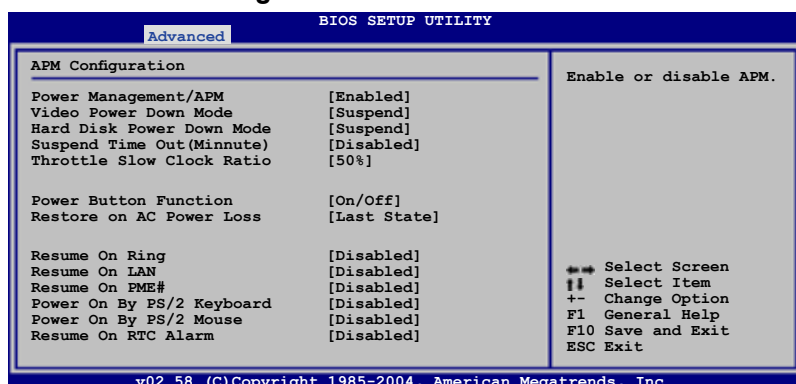 BIOS SETUP UTILITY
Advanced
APM Configuration
Power Management/APM [Enabled]
Video Power Down Mode [Suspend]
Hard Disk Power Down Mode [Suspend]
Suspend Time Out(Minnute) [Disabled]
Throttle Slow Clock Ratio [50%]
Power Button Function [On/Off]
Restore on AC Power Loss [Last State]
Resume On Ring [Disabled]
Resume On LAN [Disabled]
Resume On PME# [Disabled]
Power On By PS/2 Keyboard [Disabled]
Power On By PS/2 Mouse [Disabled]
Resume On RTC Alarm [Disabled]
Enable or disable APM.
Select Screen
Select Item
+- Change Option
F1 General Help
F10 Save and Exit
ESC Exit
v02.58 (C)Copyright 1985-2004, American Megatrends, Inc.